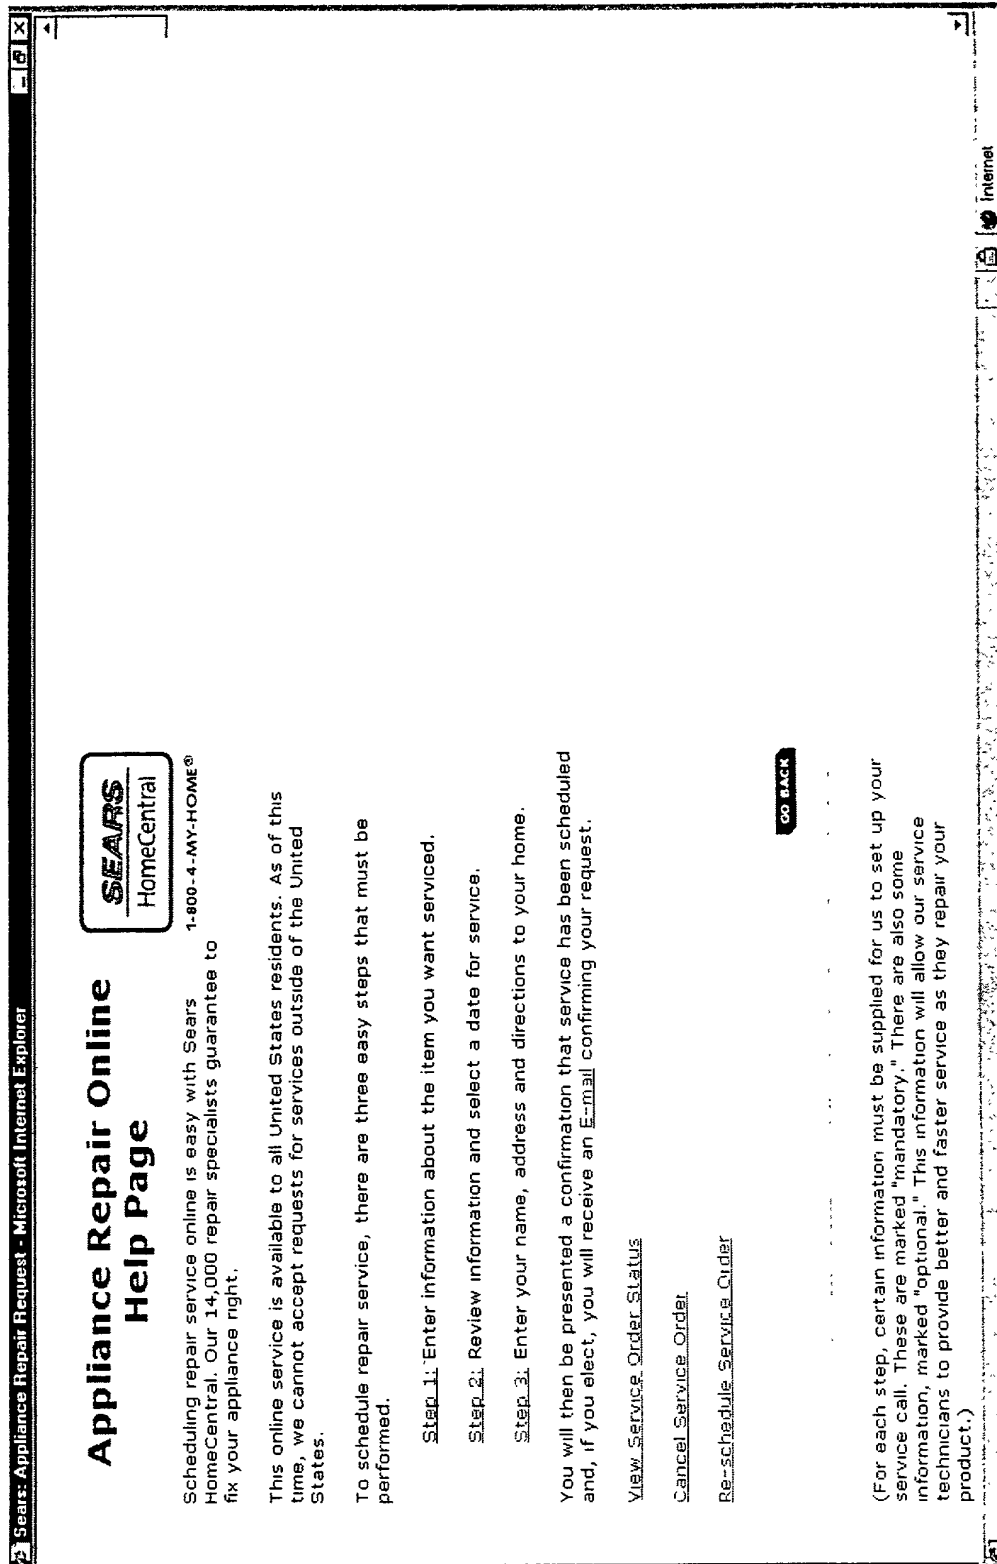 Sears: Appliance Repair Request - Microsoft Internet Explorer
Appliance Repair Online
Help Page
SEARS
HomeCentral
1-800-4-MY-HOME®
Scheduling repair service online is easy with Sears
HomeCentral. Our 14,000 repair specialists guarantee to
fix your appliance right.
This online service is available to all United States residents. As of this
time, we cannot accept requests for services outside of the United
States.
To schedule repair service, there are three easy steps that must be
performed.
Step 1: Enter information about the item you want serviced.
Step 2: Review information and select a date for service.
Step 3: Enter your name, address and directions to your home.
You will then be presented a confirmation that service has been scheduled
and, if you elect, you will receive an E-mail confirming your request.
View Service Order Status
Cancel Service Order
Re-schedule Service Order
GO BACK
(For each step, certain information must be supplied for us to set up your
service call. These are marked "mandatory." There are also some
information, marked "optional." This information will allow our service
technicians to provide better and faster service as they repair your
product.)
Internet